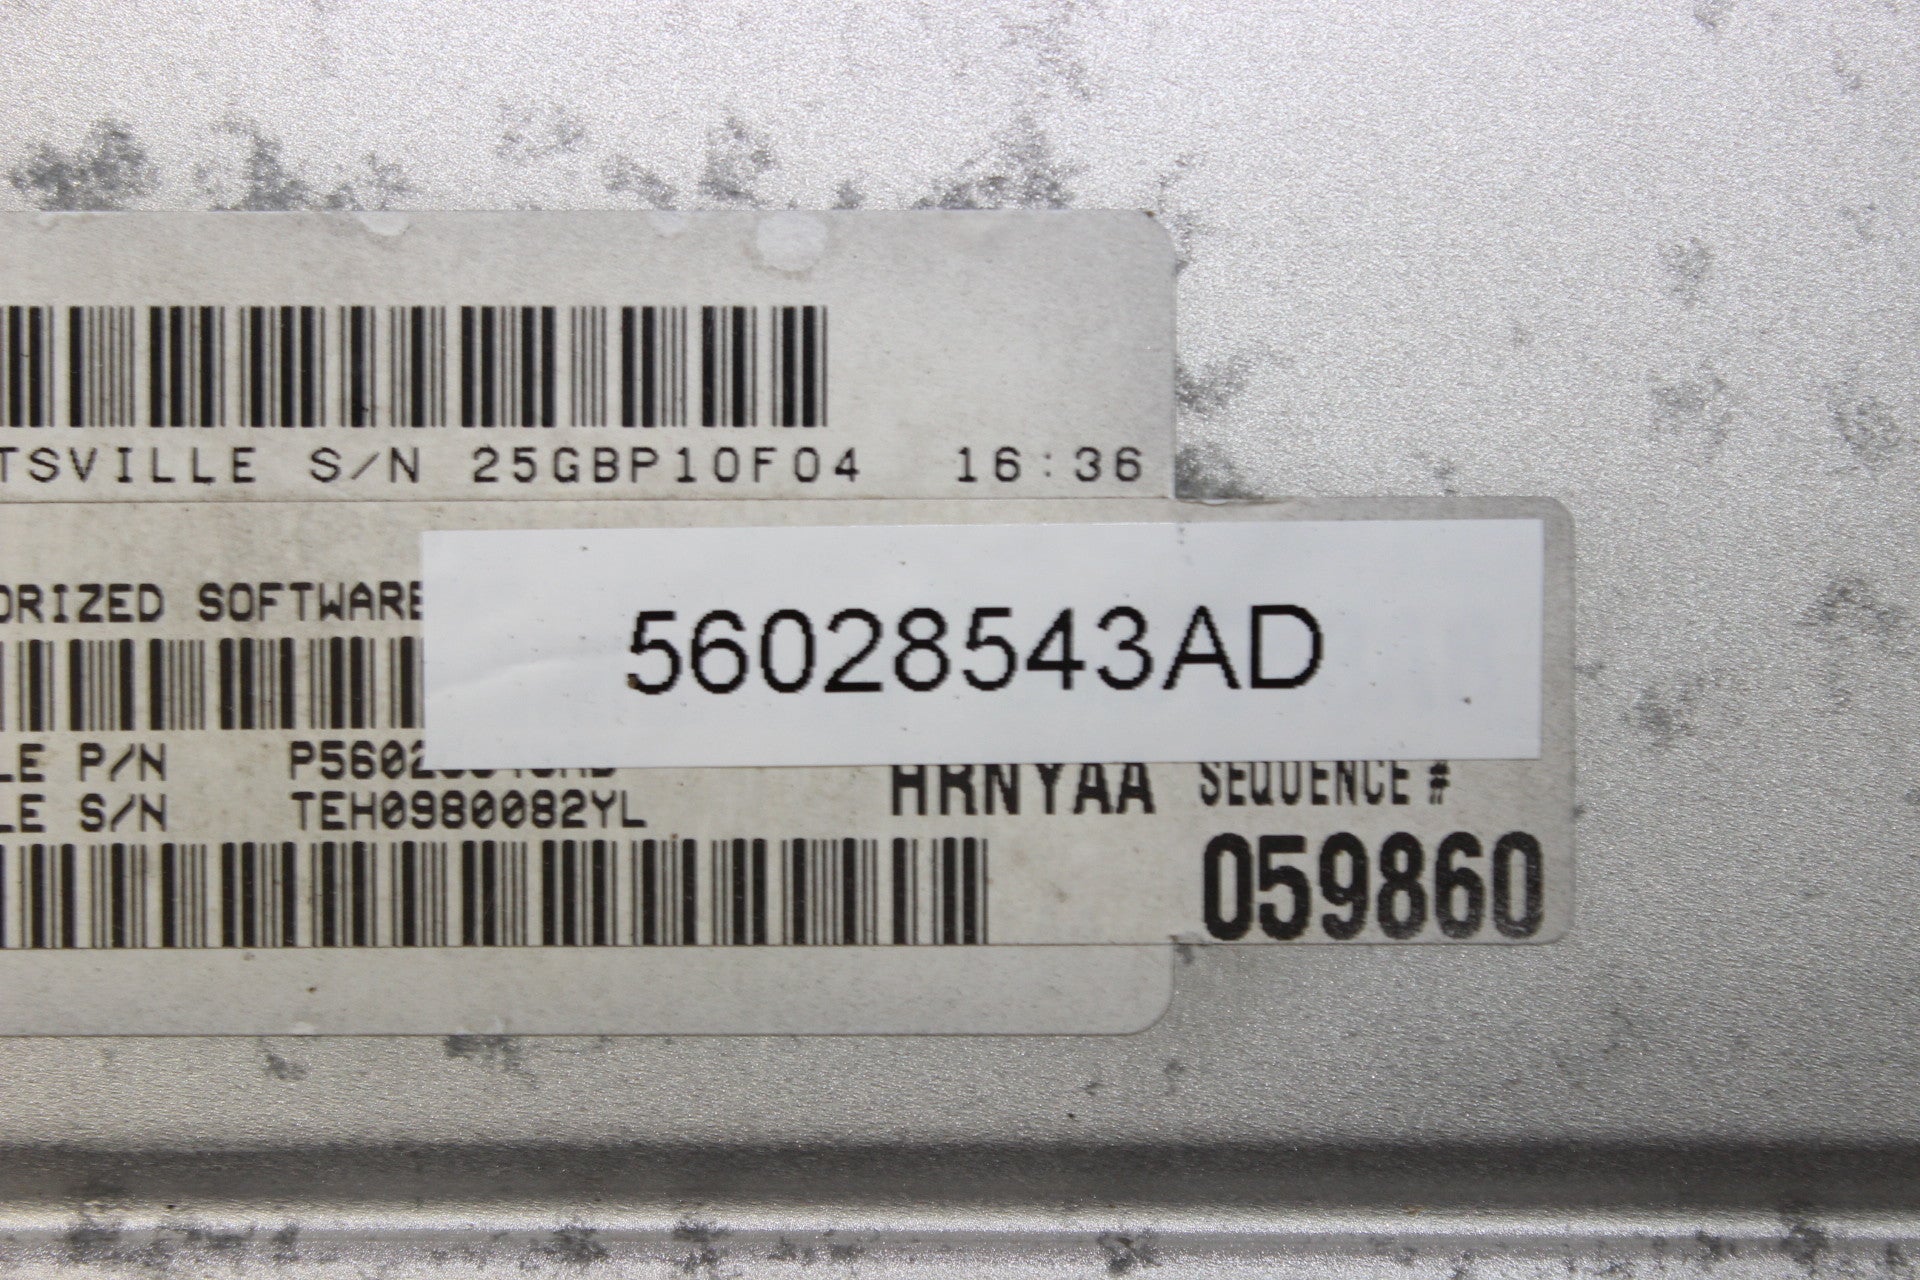 TSVILLE S/N 25GBP10F04 16:36
ORIZED SOFTWARE
56028543AD
LE P/N
HRNYAA SEQUENCE #
LE S/N TEH0980082YL
059860